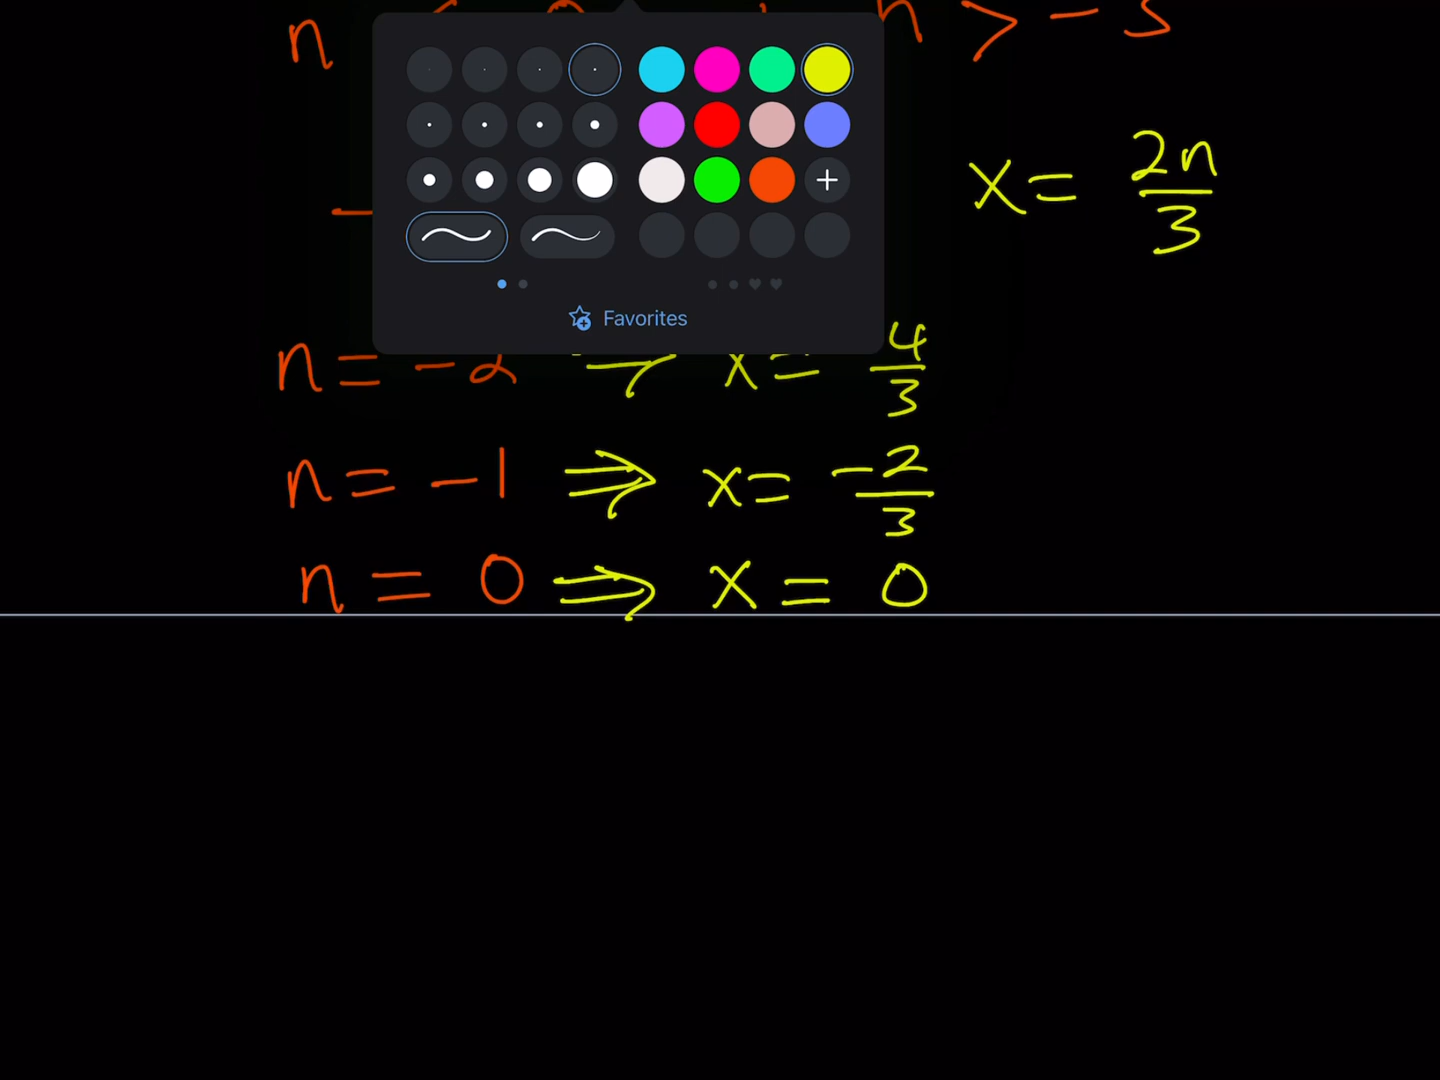 n n > -3
x = 2n/3
Favorites
n = -2 ⇒ x = 4/3
n = -1 ⇒ x = -2/3
n = 0 ⇒ x = 0